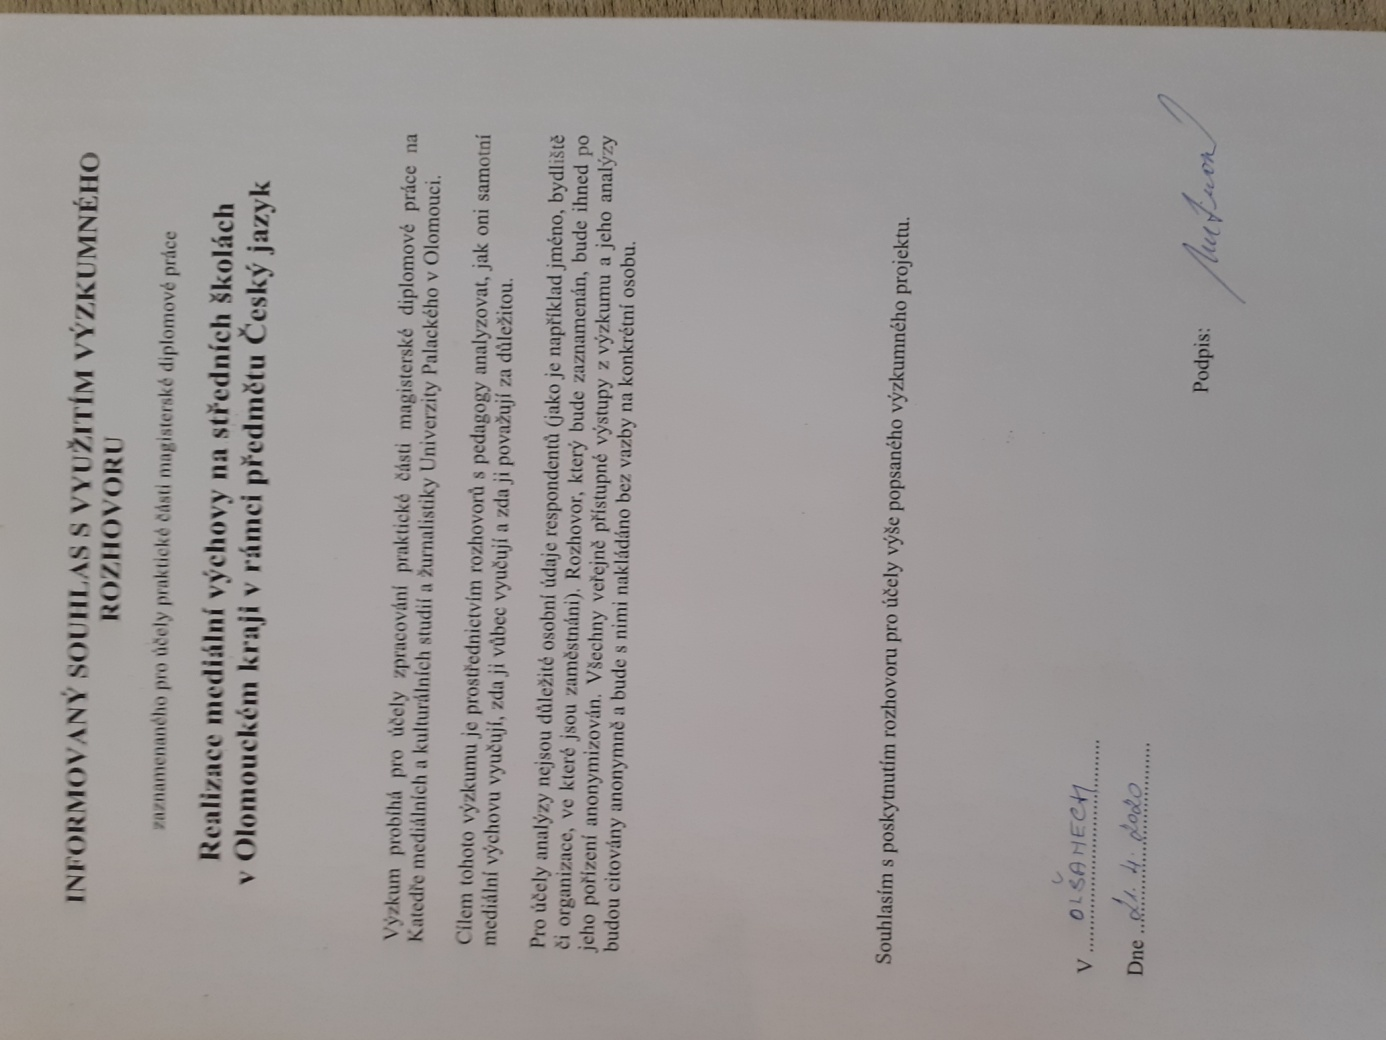 INFORMOVANÝ SOUHLAS S VYUŽITÍM VÝZKUMNÉHO
ROZHOVORU
zaznamenaného pro účely praktické části magisterské diplomové práce
Realizace mediální výchovy na středních školách
v Olomouckém kraji v rámci předmětu Český jazyk
Výzkum probíhá pro účely zpracování praktické části magisterské diplomové práce na
Katedře mediálních a kulturálních studií a žurnalistiky Univerzity Palackého v Olomouci.
Cílem tohoto výzkumu je prostřednictvím rozhovorů s pedagogy analyzovat, jak oni samotní
mediální výchovu vyučují, zda ji vůbec vyučují a zda ji považují za důležitou.
Pro účely analýzy nejsou důležité osobní údaje respondentů (jako je například jméno, bydliště
či organizace, ve které jsou zaměstnáni). Rozhovor, který bude zaznamenán, bude ihned po
jeho pořízení anonymizován. Všechny veřejně přístupné výstupy z výzkumu a jeho analýzy
budou citovány anonymně a bude s nimi nakládáno bez vazby na konkrétní osobu.
Souhlasím s poskytnutím rozhovoru pro účely výše popsaného výzkumného projektu.
V OLŠANECH
Dne 21. 4. 2020
Podpis: